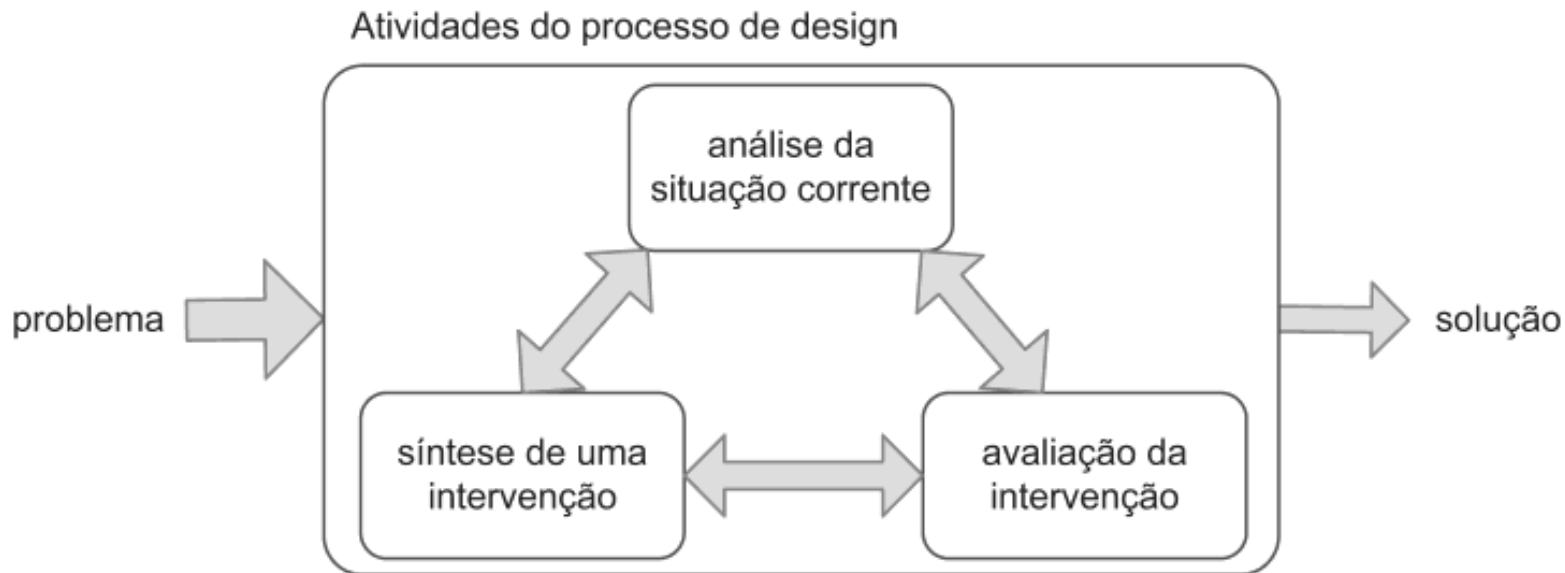 Atividades do processo de design
análise da
situação corrente
problema
solução
síntese de uma
intervenção
avaliação da
intervenção